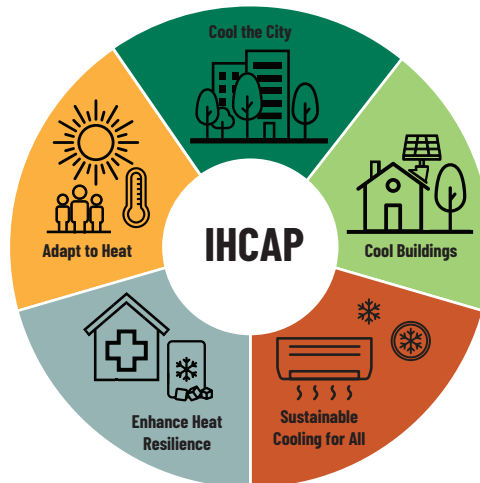 Cool the City
Adapt to Heat
IHCAP
Cool Buildings
Enhance Heat
Resilience
Sustainable
Cooling for All